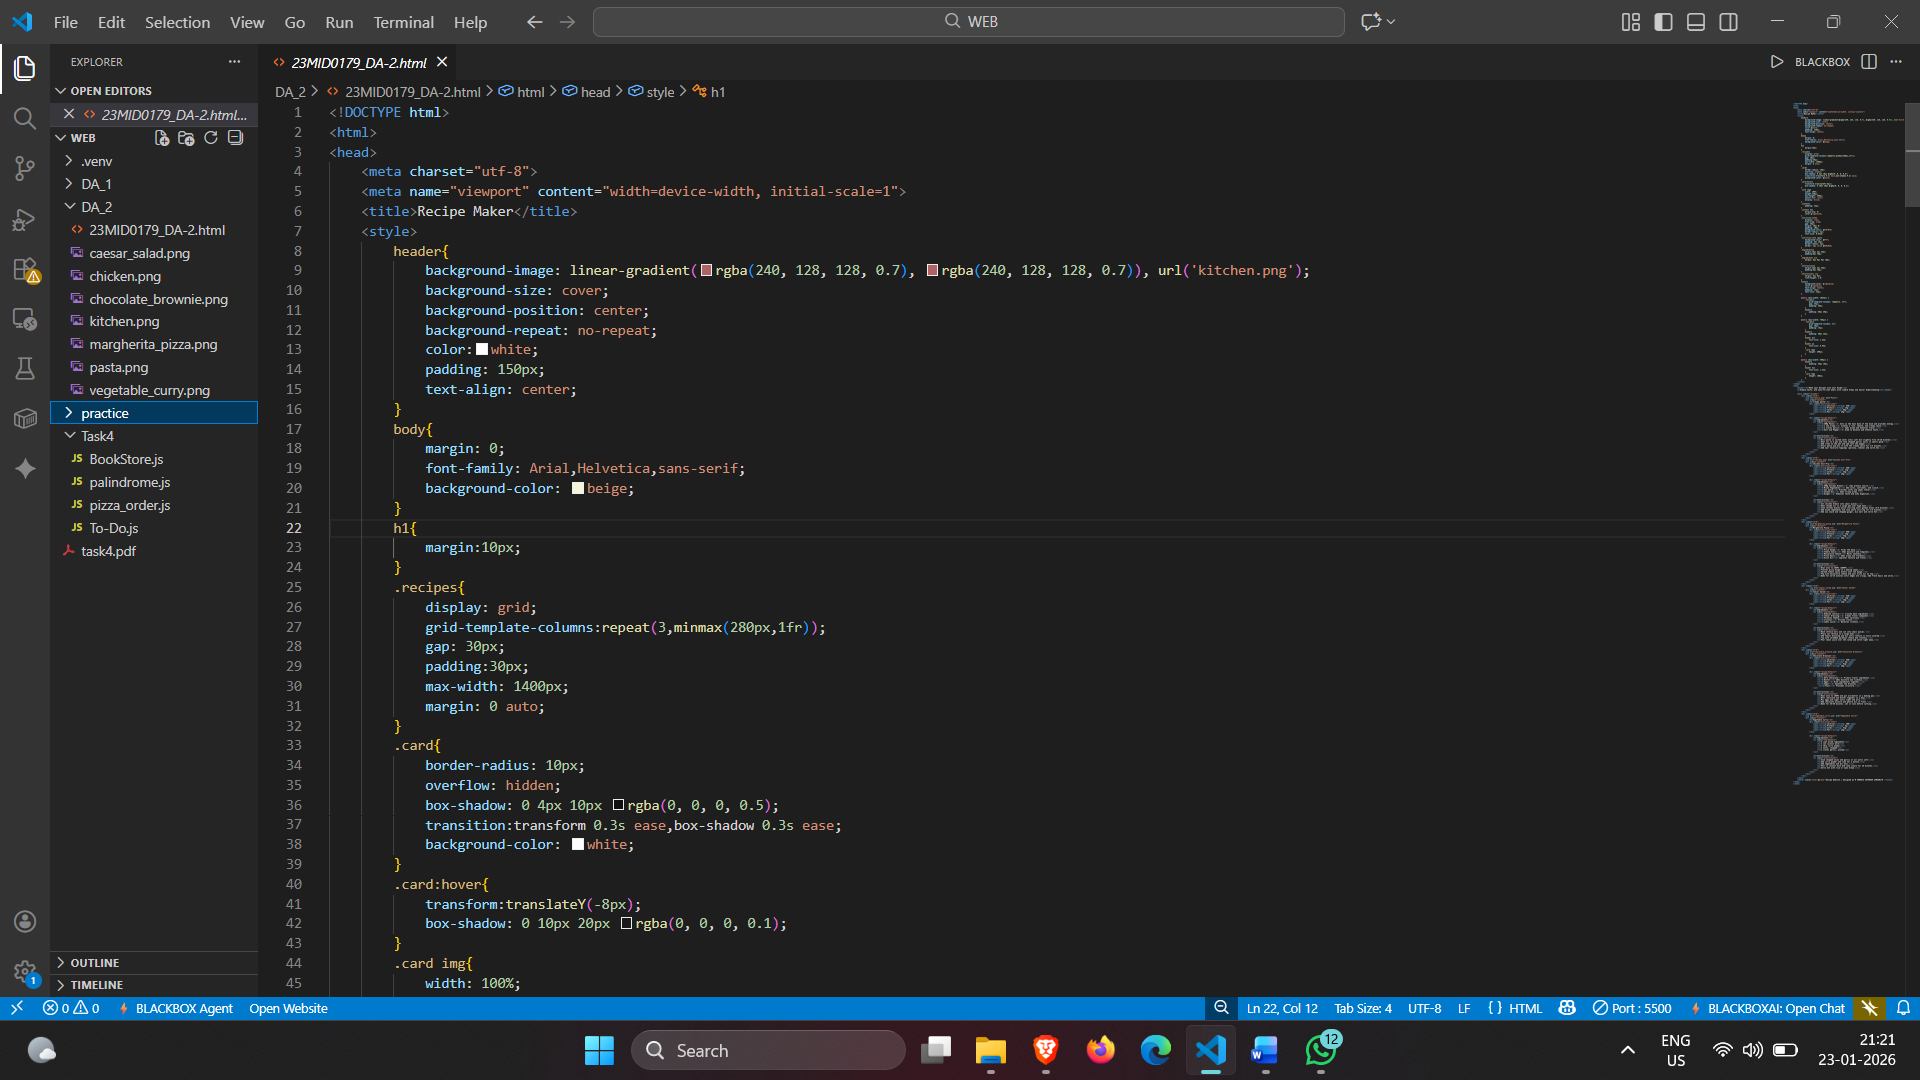 File Edit Selection View Go Run Terminal Help
WEB
EXPLORER
OPEN EDITORS
23MID0179_DA-2.html...
WEB
.venv
DA_1
DA_2
23MID0179_DA-2.html
caesar_salad.png
chicken.png
chocolate_brownie.png
kitchen.png
margherita_pizza.png
pasta.png
vegetable_curry.png
practice
Task4
JS BookStore.js
JS palindrome.js
JS pizza_order.js
JS To-Do.js
task4.pdf
OUTLINE
TIMELINE
23MID0179_DA-2.html
BLACKBOX
DA_2 > 23MID0179_DA-2.html > html > head > style > h1
1 <!DOCTYPE html>
2 <html>
3 <head>
4 <meta charset="utf-8">
5 <meta name="viewport" content="width=device-width, initial-scale=1">
6 <title>Recipe Maker</title>
7 <style>
8 header{
9 background-image: linear-gradient(rgba(240, 128, 128, 0.7), rgba(240, 128, 128, 0.7)), url('kitchen.png');
10 background-size: cover;
11 background-position: center;
12 background-repeat: no-repeat;
13 color: white;
14 padding: 150px;
15 text-align: center;
16 }
17 body{
18 margin: 0;
19 font-family: Arial,Helvetica,sans-serif;
20 background-color: beige;
21 }
22 h1{
23 margin:10px;
24 }
25 .recipes{
26 display: grid;
27 grid-template-columns:repeat(3,minmax(280px,1fr));
28 gap: 30px;
29 padding:30px;
30 max-width: 1400px;
31 margin: 0 auto;
32 }
33 .card{
34 border-radius: 10px;
35 overflow: hidden;
36 box-shadow: 0 4px 10px rgba(0, 0, 0, 0.5);
37 transition:transform 0.3s ease,box-shadow 0.3s ease;
38 background-color: white;
39 }
40 .card:hover{
41 transform:translateY(-8px);
42 box-shadow: 0 10px 20px rgba(0, 0, 0, 0.1);
43 }
44 .card img{
45 width: 100%;
1
0 0 BLACKBOX Agent Open Website
Ln 22, Col 12 Tab Size: 4 UTF-8 LF {} HTML Port : 5500 BLACKBOXAI: Open Chat
Search
12
ENG
US
21:21
23-01-2026